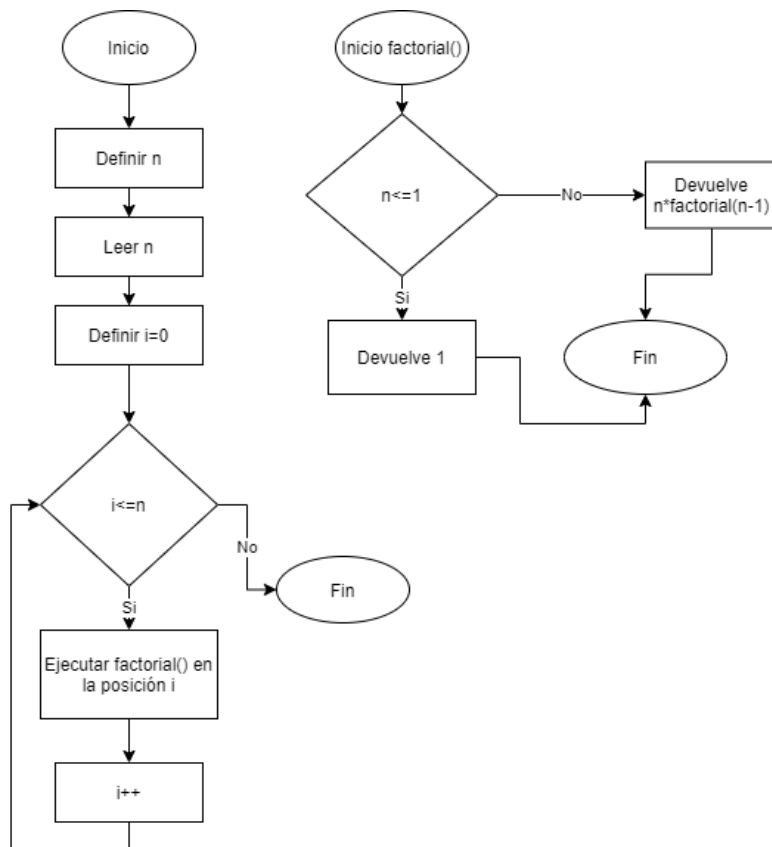 Inicio
Definir n
Leer n
Definir i=0
i<=n
No
Fin
Si
Ejecutar factorial() en
la posición i
i++
Inicio factorial()
n<=1
No
Devuelve
n*factorial(n-1)
Si
Devuelve 1
Fin